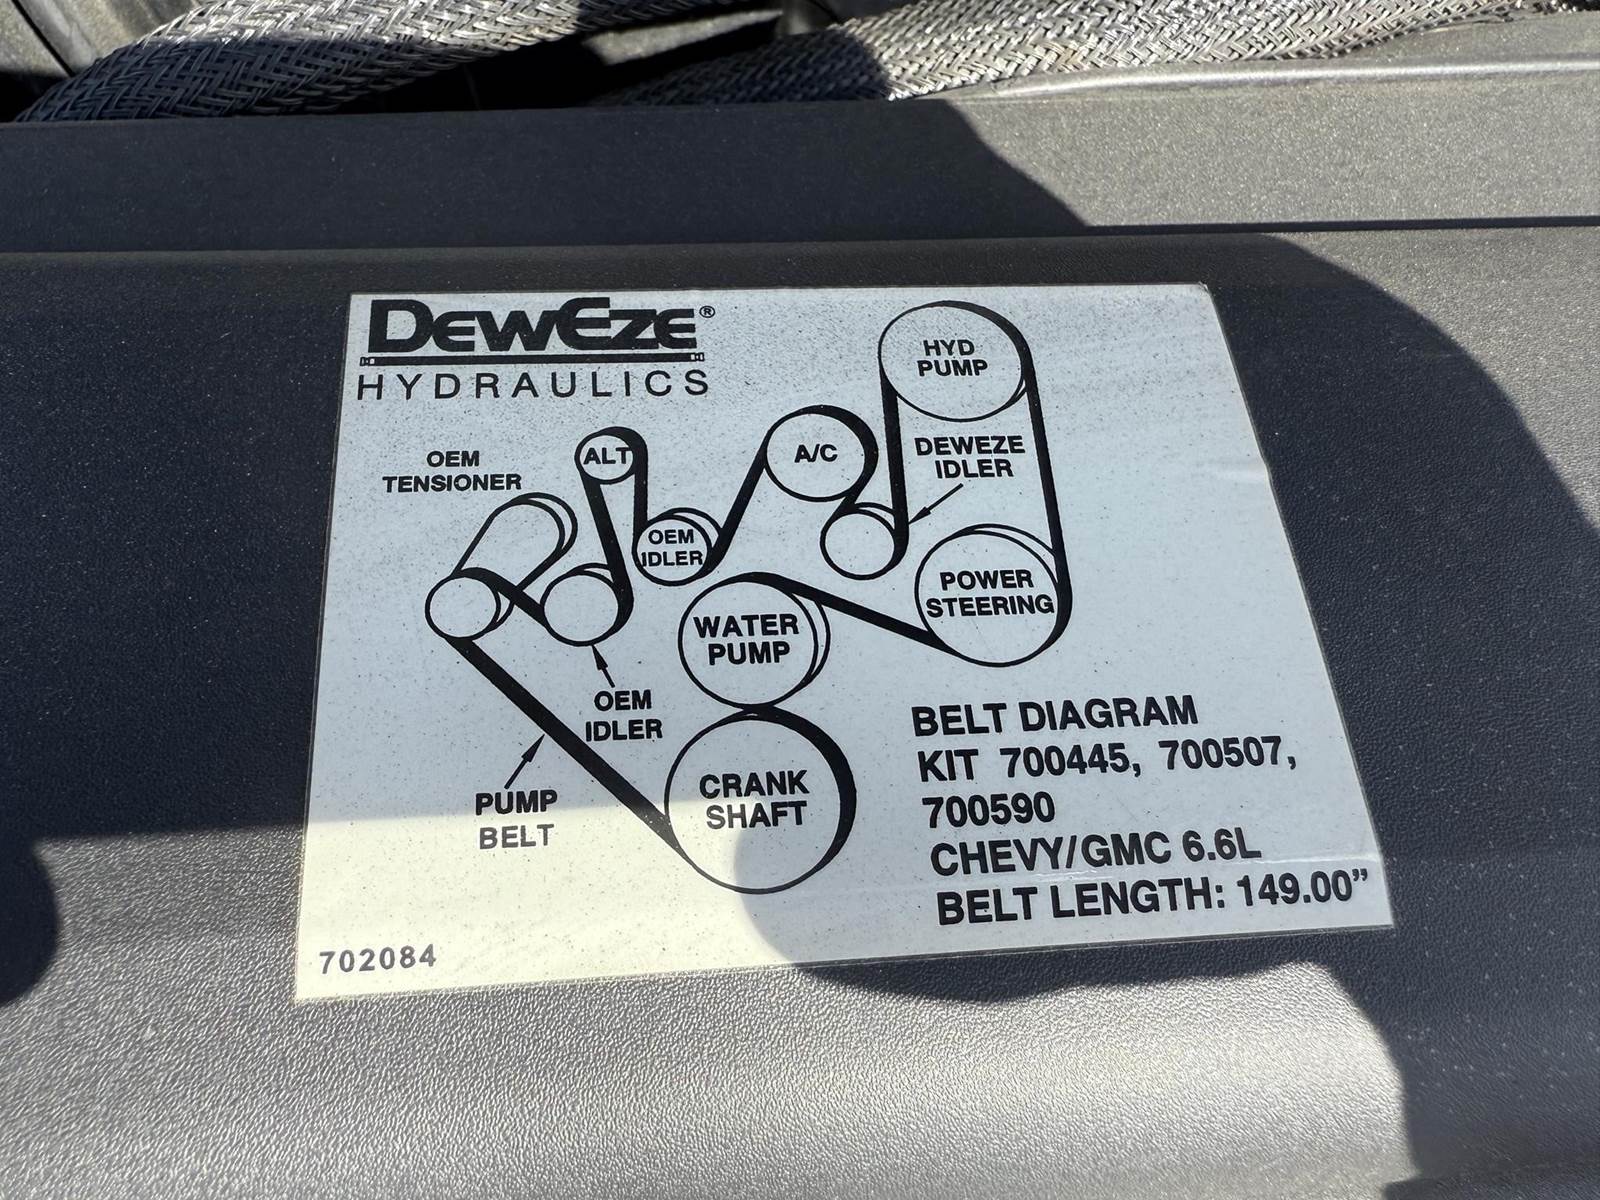 DEWEZE®
HYDRAULICS
HYD
PUMP
OEM
TENSIONER
ALT
A/C
DEWEZE
IDLER
OEM
IDLER
POWER
STEERING
WATER
PUMP
OEM
IDLER
PUMP
BELT
CRANK
SHAFT
BELT DIAGRAM
KIT 700445, 700507,
700590
CHEVY/GMC 6.6L
BELT LENGTH: 149.00”
702084